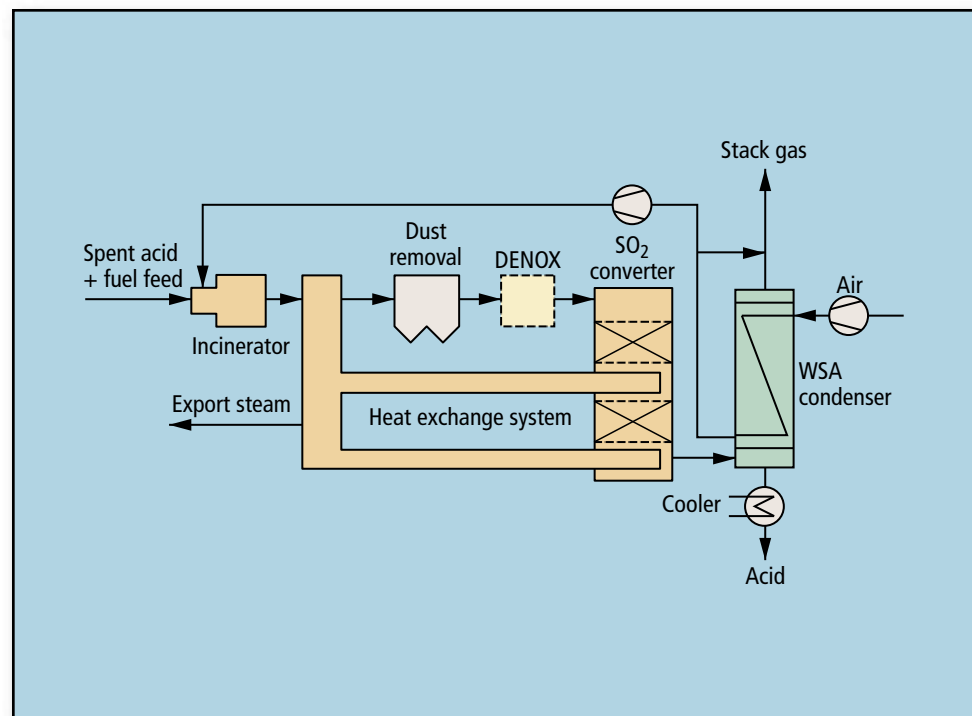 Stack gas
Dust
removal
DENOX
SO₂
converter
Spent acid
+ fuel feed
Air
Incinerator
WSA
condenser
Export steam
Heat exchange system
Cooler
Acid